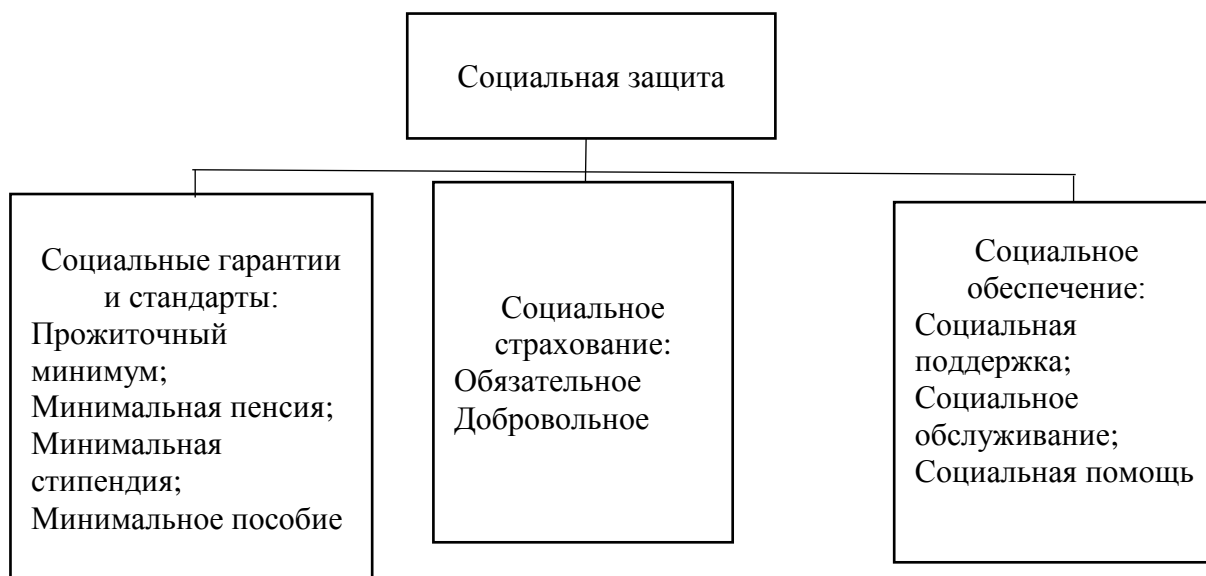 Социальная защита
Социальные гарантии
и стандарты:
Прожиточный
минимум;
Минимальная пенсия;
Минимальная
стипендия;
Минимальное пособие
Социальное
страхование:
Обязательное
Добровольное
Социальное
обеспечение:
Социальная
поддержка;
Социальное
обслуживание;
Социальная помощь